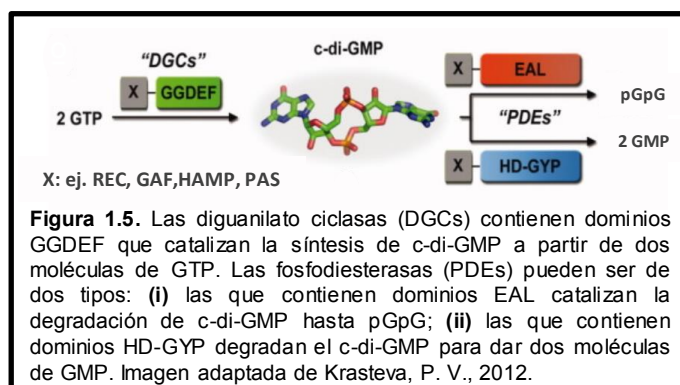 "DGCs"
c-di-GMP
X
EAL
X
GGDEF
pGpG
2 GTP
"PDEs"
2 GMP
X
HD-GYP
X: ej. REC, GAF,HAMP, PAS
Figura 1.5. Las diguanilato ciclasas (DGCs) contienen dominios
GGDEF que catalizan la síntesis de c-di-GMP a partir de dos
moléculas de GTP. Las fosfodiesterasas (PDEs) pueden ser de
dos tipos: (i) las que contienen dominios EAL catalizan la
degradación de c-di-GMP hasta pGpG; (ii) las que contienen
dominios HD-GYP degradan el c-di-GMP para dar dos moléculas
de GMP. Imagen adaptada de Krasteva, P. V., 2012.